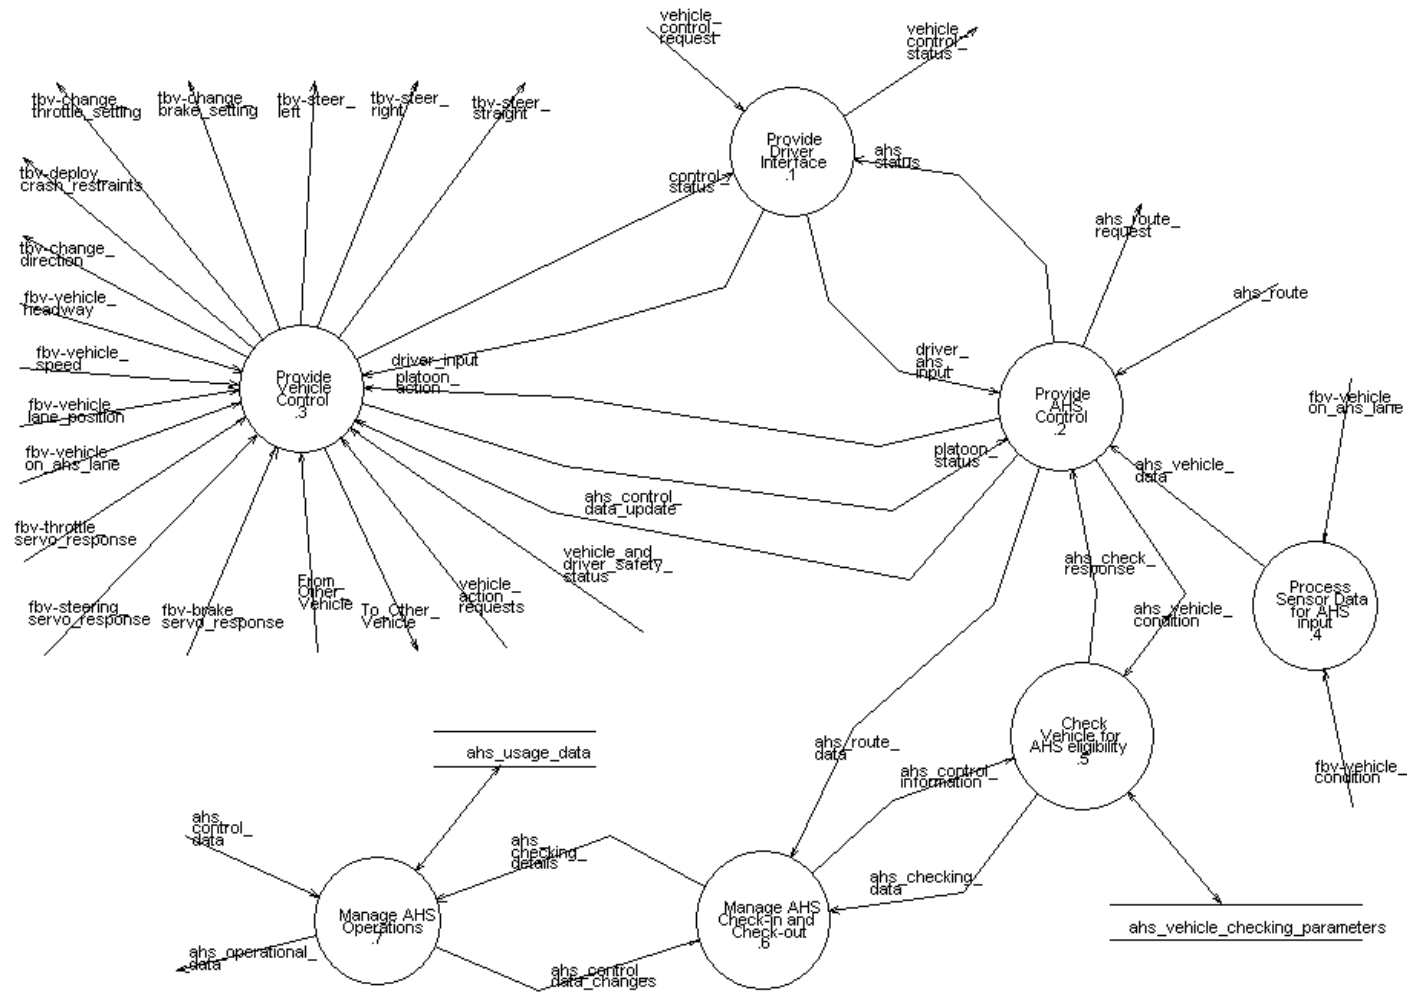 vehicle_
control_
request
vehicle_
control_
status
tbv-change_
throttle_setting
tbv-change_
brake_setting
tbv-steer_
left
tbv-steer_
right
tbv-steer_
straight
Provide
Driver
Interface
.1
ahs_
status
tbv-deploy_
crash_restraints
control_
status
ahs_route_
request
tbv-change_
direction
fbv-vehicle_
headway
ahs_route
fbv-vehicle_
speed
driver_input
platoon_
action
driver_
ahs_
input
Provide
Vehicle
Control
.3
Provide
AHS
Control
.2
fbv-vehicle_
lane_position
fbv-vehicle_
on_ahs_lane
fbv-vehicle_
on_ahs_lane
platoon_
status
ahs_vehicle_
data
ahs_control_
data_update
fbv-throttle_
servo_response
vehicle_and_
driver_safety_
status
ahs_check_
response
From_
Other_
Vehicle
vehicle_
action_
requests
fbv-steering_
servo_response
fbv-brake_
servo_response
To_Other_
Vehicle
ahs_vehicle_
condition
Process
Sensor Data
for AHS
input
.4
Check
Vehicle for
AHS eligibility
.5
ahs_usage_data
ahs_route_
data
ahs_control_
information
fbv-vehicle_
condition
ahs_
control_
data
ahs_
checking_
details
ahs_checking_
data
Manage AHS
Operations
.7
Manage AHS
Check-in and
Check-out
.6
ahs_vehicle_checking_parameters
ahs_operational_
data
ahs_control_
data_changes